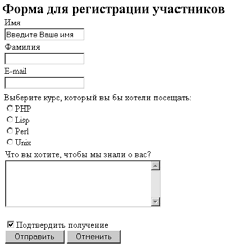 Форма для регистрации участников
Имя
Введите Ваше имя
Фамилия
E-mail
Выберите курс, который вы бы хотели посещать:
PHP
Lisp
Perl
Unix
Что вы хотите, чтобы мы знали о вас?
Подтвердить получение
Отправить Отменить